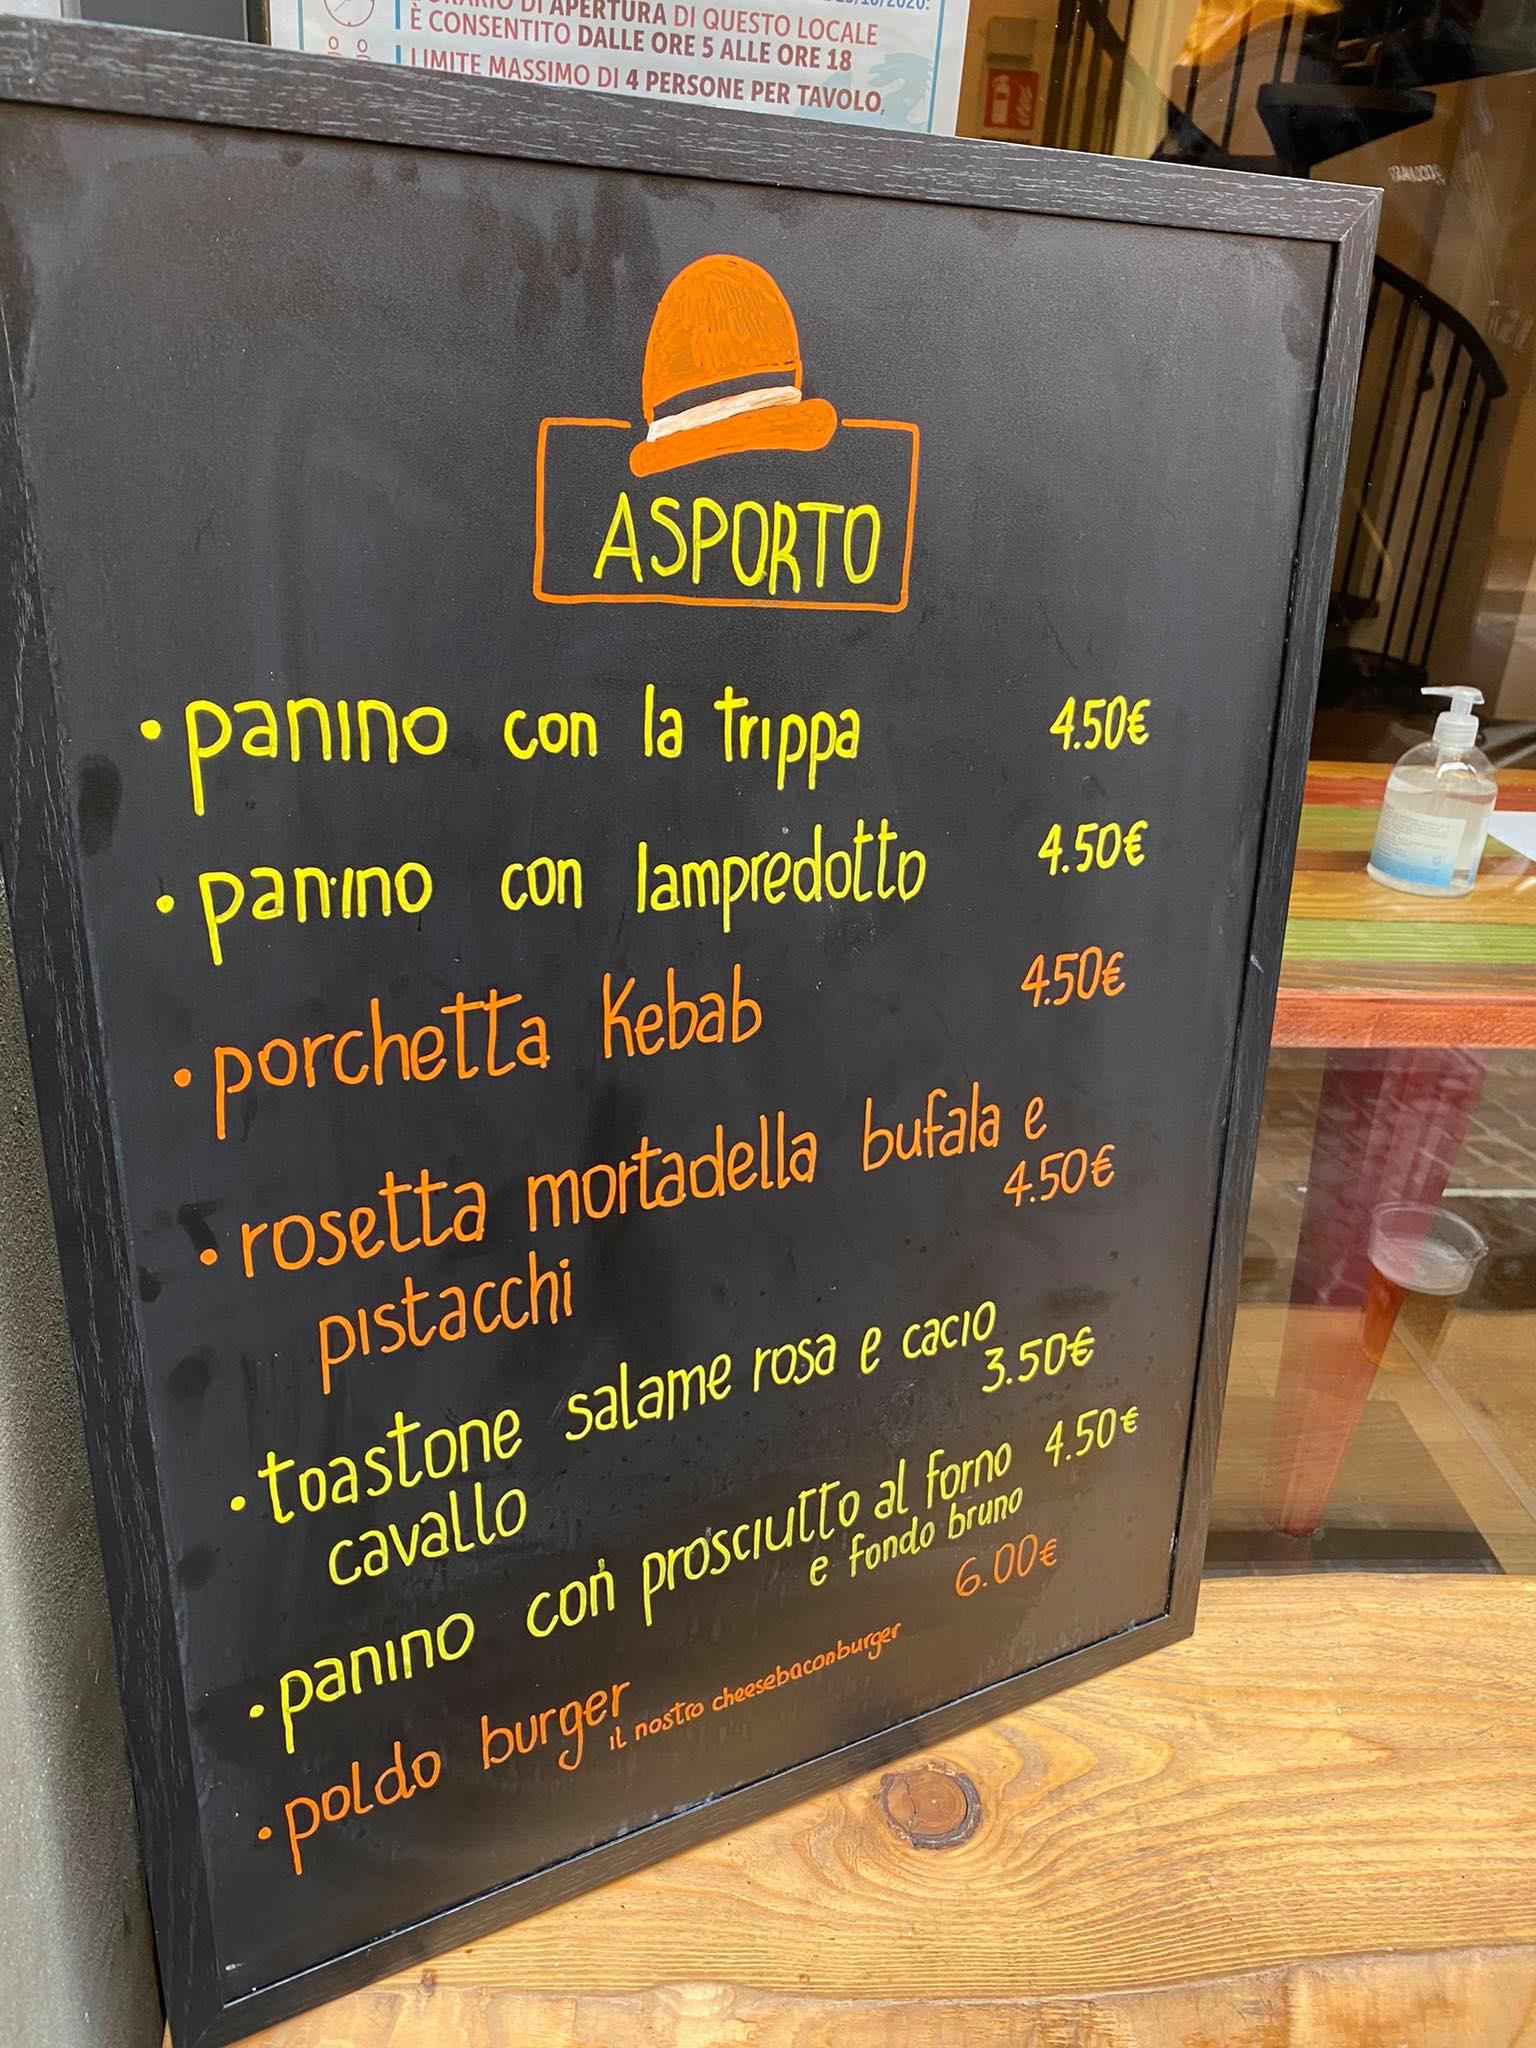 ORARIO DI APERTURA DI QUESTO LOCALE
È CONSENTITO DALLE ORE 5 ALLE ORE 18
LIMITE MASSIMO DI 4 PERSONE PER TAVOLO,
ASPORTO
• panino con la trippa 4.50€
• panino con lampredotto 4.50€
• porchetta Kebab 4.50€
• rosetta mortadella bufala e
pistacchi 4.50€
• toastone salame rosa e cacio
cavallo 3.50€
• panino con prosciutto al forno 4.50€
e fondo bruno
• poldo burger 6.00€
il nostro cheesebaconburger